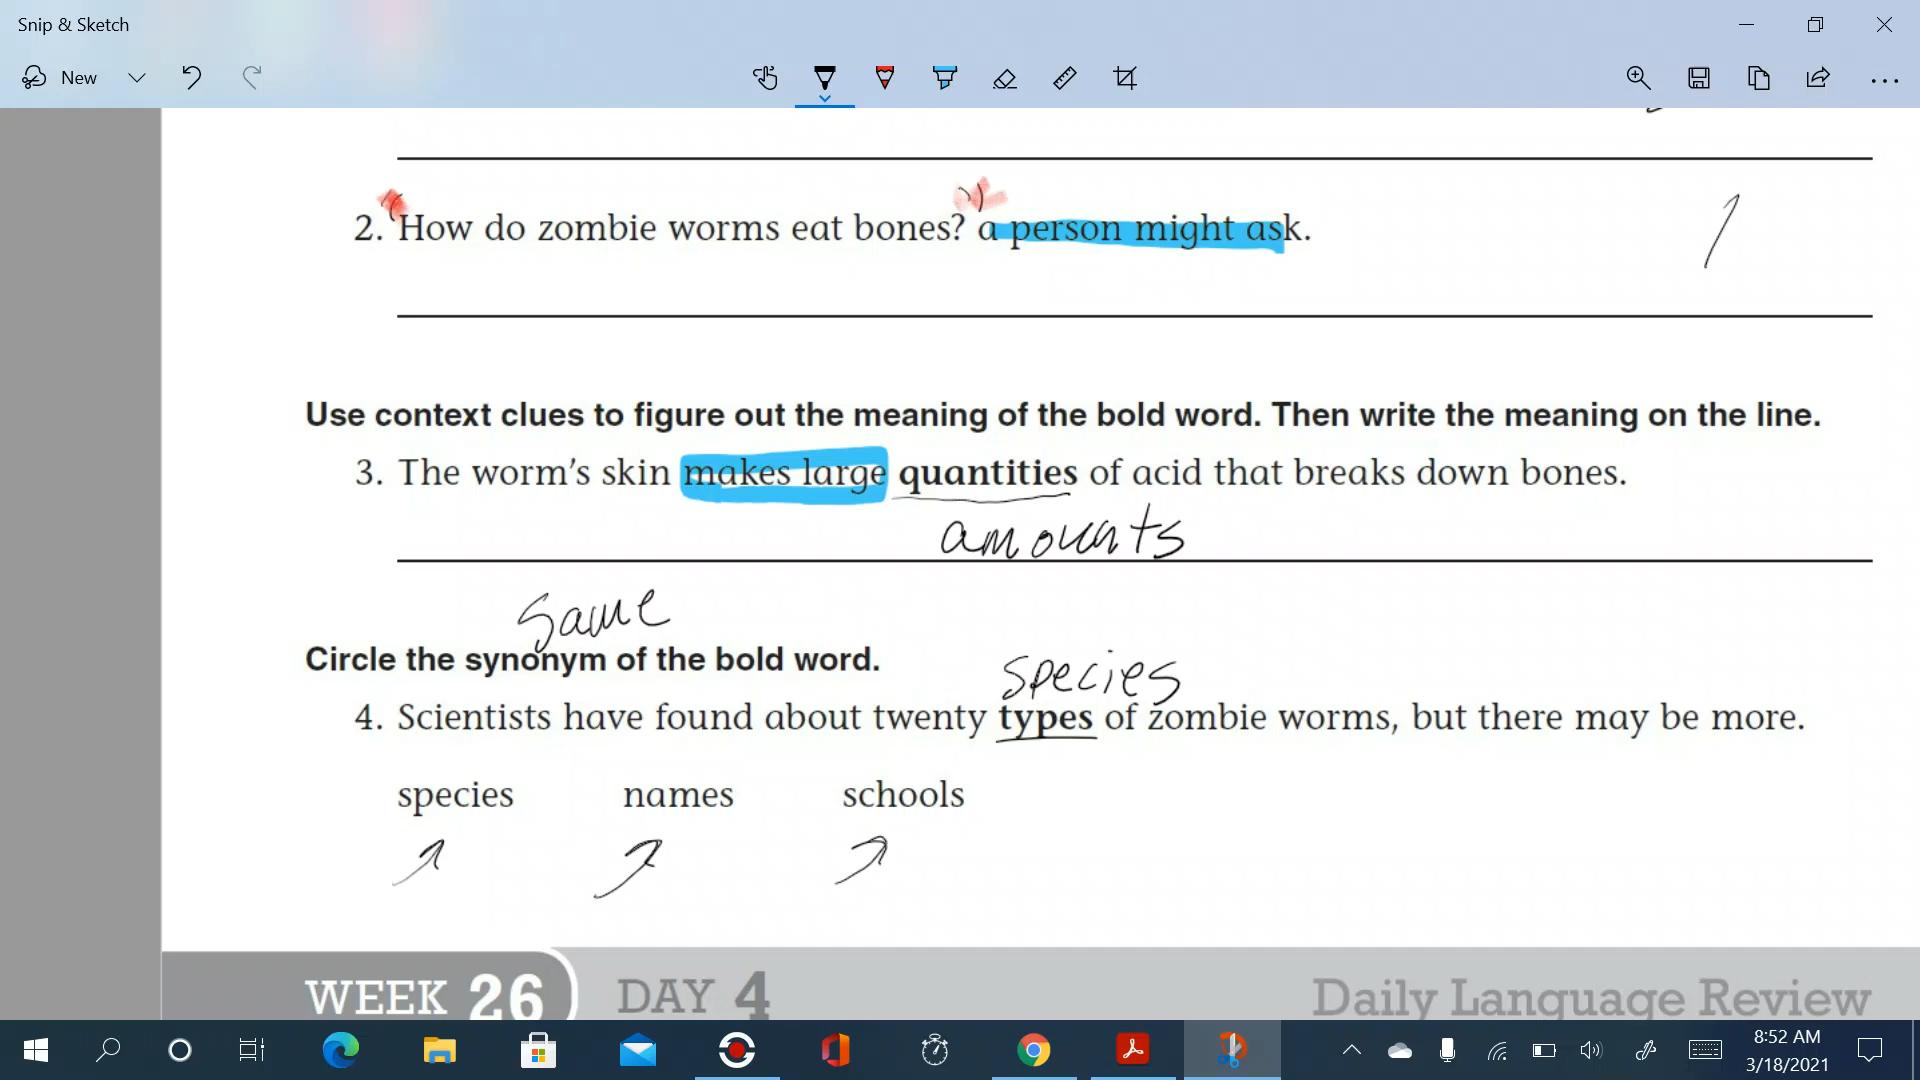 Snip & Sketch
New
2. "How do zombie worms eat bones?" a person might ask.
Use context clues to figure out the meaning of the bold word. Then write the meaning on the line.
3. The worm's skin makes large quantities of acid that breaks down bones.
amounts
same
Circle the synonym of the bold word.
species
4. Scientists have found about twenty types of zombie worms, but there may be more.
species names schools
WEEK 26 DAY 4 Daily Language Review
8:52 AM
3/18/2021